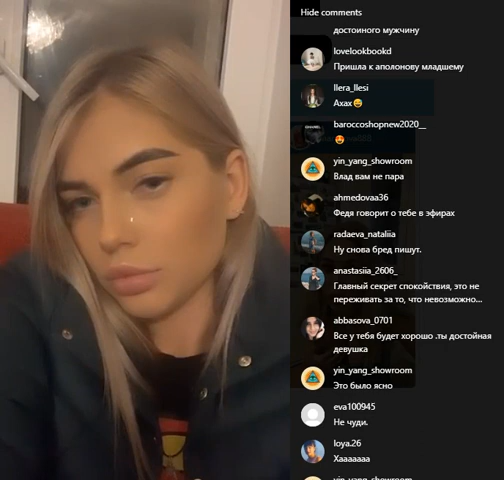 Hide comments
достоиного мужчину
lovelookbookd
Пришла к аполонову младшему
llera_llesi
Ахах😅
baroccoshopnew2020__
😍
yin_yang_showroom
Влад вам не пара
ahmedovaa36
Федя говорит о тебе в эфирах
radaeva_nataliia
Ну снова бред пишут.
anastasiia_2606_
Главный секрет спокойствия, это не
переживать за то, что невозможно...
abbasova_0701
Все у тебя будет хорошо .ты достойная
девушка
yin_yang_showroom
Это было ясно
eva100945
Не чуди.
loya.26
Хааааааа
yin_yang_showroom